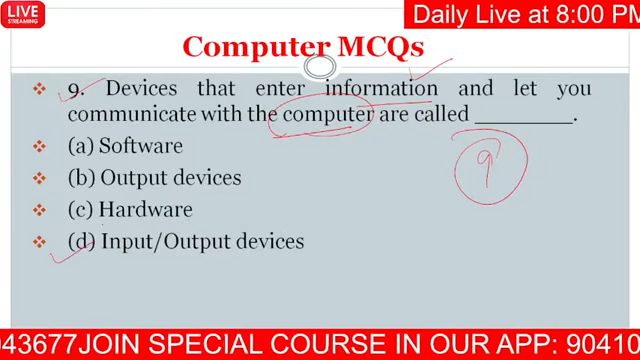 LIVE
STREAMING
Daily Live at 8:00 PM
Computer MCQs
9. Devices that enter information and let you
communicate with the computer are called ________.
(a) Software
(b) Output devices
(c) Hardware
(d) Input/Output devices
9
043677JOIN SPECIAL COURSE IN OUR APP: 90410